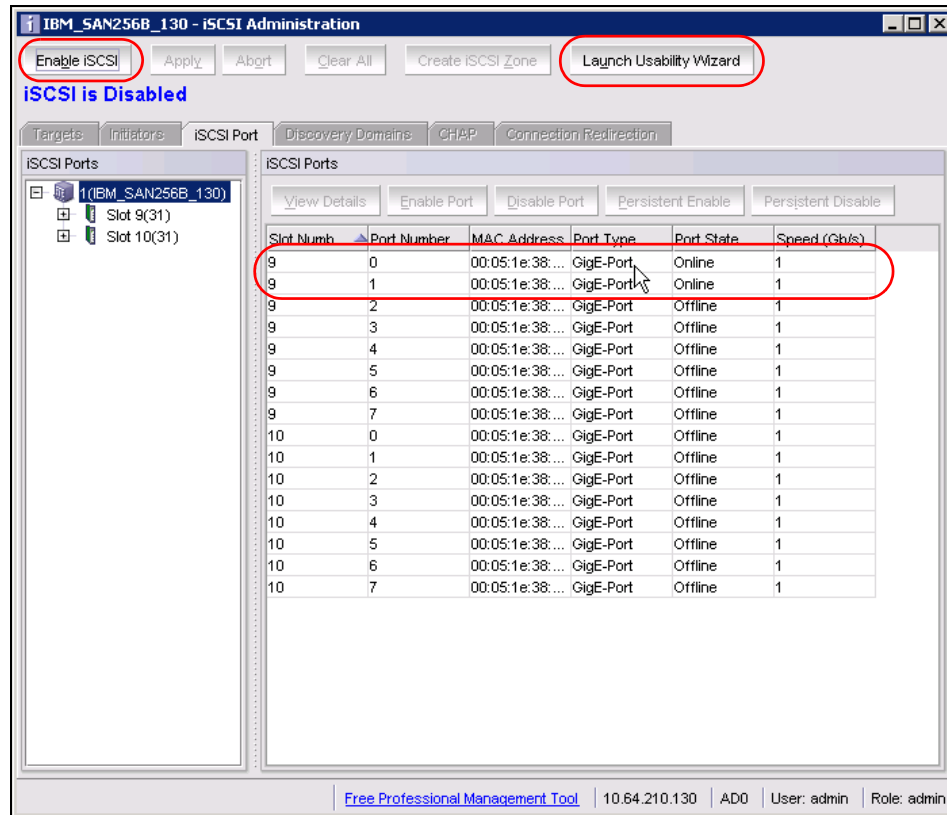 IBM_SAN256B_130 - iSCSI Administration
Enable iSCSI Apply Abort Clear All Create iSCSI Zone Launch Usability Wizard
iSCSI is Disabled
Targets Initiators iSCSI Port Discovery Domains CHAP Connection Redirection
iSCSI Ports iSCSI Ports
1(IBM_SAN256B_130)
Slot 9(31)
Slot 10(31)
View Details Enable Port Disable Port Persistent Enable Persistent Disable
Slot Numb... Port Number MAC Address Port Type Port State Speed (Gb/s)
9 0 00:05:1e:38:... GigE-Port Online 1
9 1 00:05:1e:38:... GigE-Port Online 1
9 2 00:05:1e:38:... GigE-Port Offline 1
9 3 00:05:1e:38:... GigE-Port Offline 1
9 4 00:05:1e:38:... GigE-Port Offline 1
9 5 00:05:1e:38:... GigE-Port Offline 1
9 6 00:05:1e:38:... GigE-Port Offline 1
9 7 00:05:1e:38:... GigE-Port Offline 1
10 0 00:05:1e:38:... GigE-Port Offline 1
10 1 00:05:1e:38:... GigE-Port Offline 1
10 2 00:05:1e:38:... GigE-Port Offline 1
10 3 00:05:1e:38:... GigE-Port Offline 1
10 4 00:05:1e:38:... GigE-Port Offline 1
10 5 00:05:1e:38:... GigE-Port Offline 1
10 6 00:05:1e:38:... GigE-Port Offline 1
10 7 00:05:1e:38:... GigE-Port Offline 1
Free Professional Management Tool 10.64.210.130 AD0 User: admin Role: admin